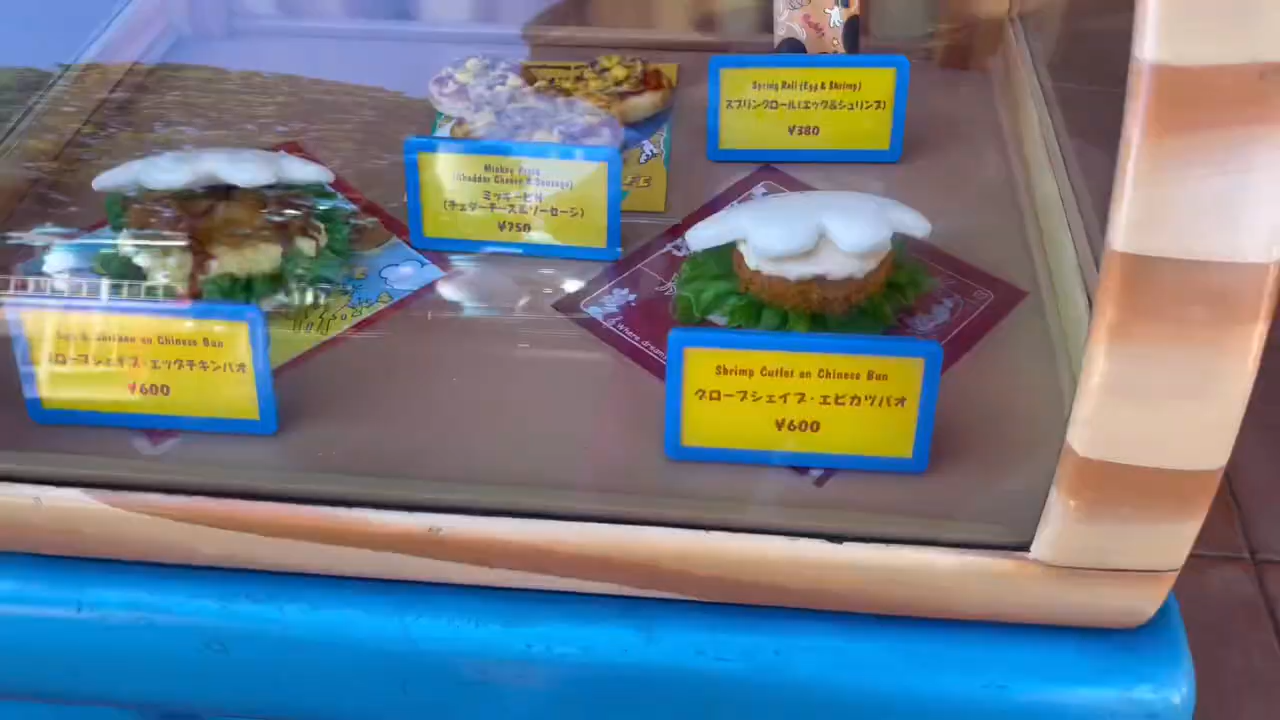 Spring Roll (Egg & Shrimp)
スプリングロール(エッグ&シュリンプ)
¥380
Mickey Pizza
(Cheddar Cheese & Sausage)
ミッキーピザ
(チェダーチーズ&ソーセージ)
¥750
Chicken on Chinese Bun
グローブシェイプ・エッグチキンパオ
¥600
Shrimp Cutlet on Chinese Bun
グローブシェイプ・エビカツパオ
¥600
Where dreams